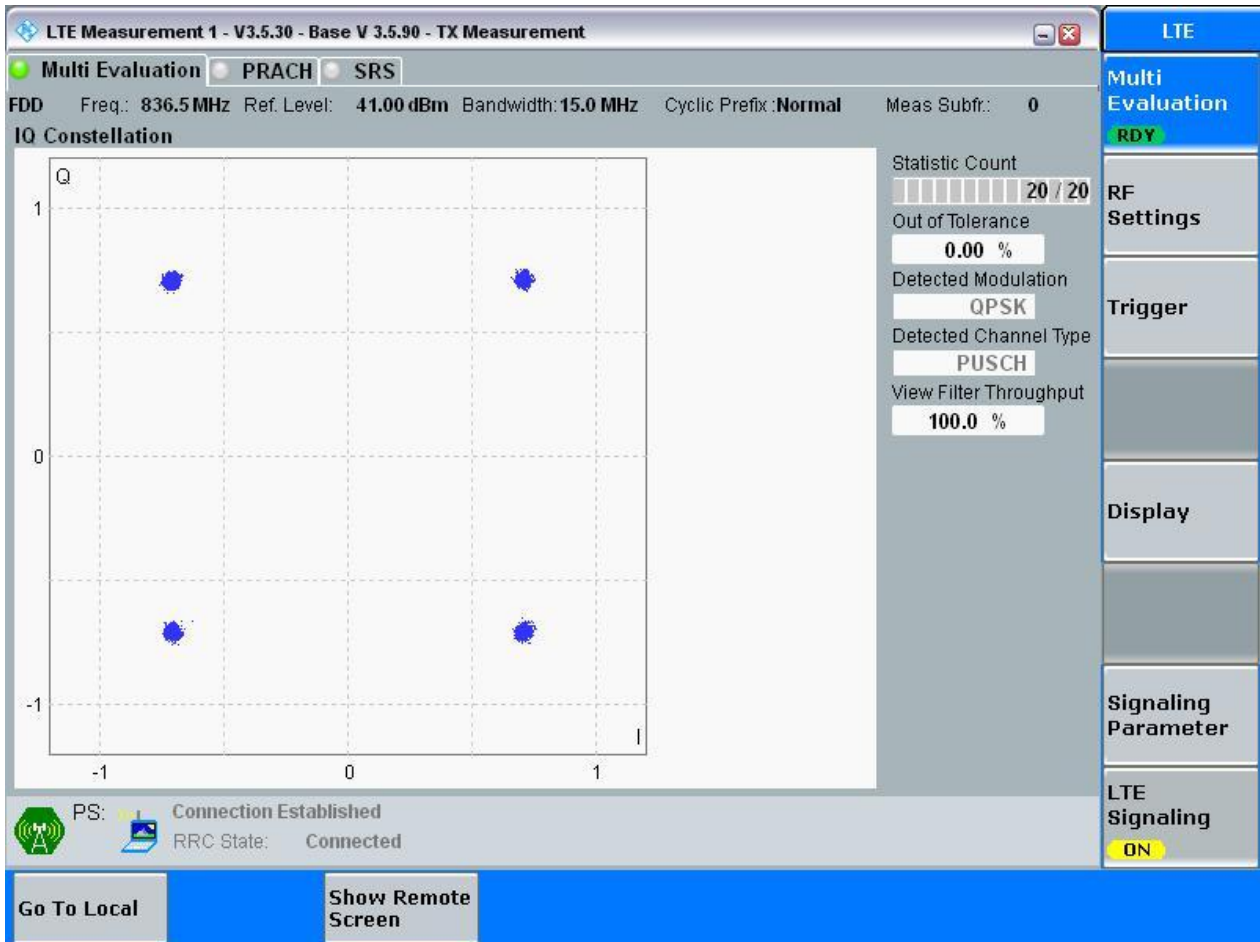 LTE Measurement 1 - V3.5.30 - Base V 3.5.90 - TX Measurement
LTE
Multi Evaluation PRACH SRS
FDD Freq.: 836.5 MHz Ref. Level: 41.00 dBm Bandwidth: 15.0 MHz Cyclic Prefix : Normal Meas Subfr.: 0
IQ Constellation
Q
1
0
-1
-1 0 1
I
Statistic Count
20 / 20
Out of Tolerance
0.00 %
Detected Modulation
QPSK
Detected Channel Type
PUSCH
View Filter Throughput
100.0 %
Multi
Evaluation
RDY
RF
Settings
Trigger
Display
Signaling
Parameter
LTE
Signaling
ON
PS: Connection Established
RRC State: Connected
Go To Local
Show Remote
Screen